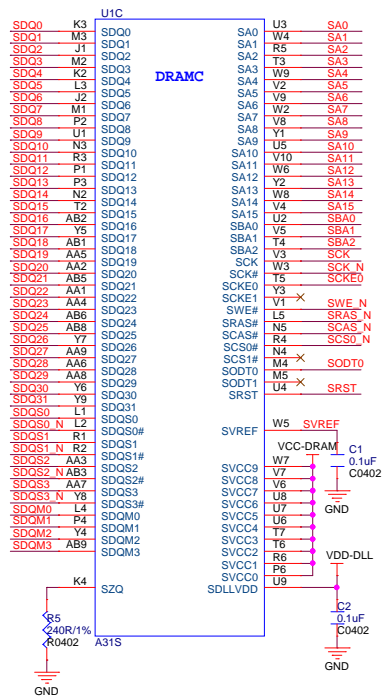 U1C
DRAMC
SDQ0 K3 SDQ0 SA0 U3 SA0
SDQ1 M3 SDQ1 SA1 W4 SA1
SDQ2 J1 SDQ2 SA2 R5 SA2
SDQ3 M2 SDQ3 SA3 T3 SA3
SDQ4 K2 SDQ4 SA4 W9 SA4
SDQ5 L3 SDQ5 SA5 V2 SA5
SDQ6 J2 SDQ6 SA6 V9 SA6
SDQ7 M1 SDQ7 SA7 W2 SA7
SDQ8 P2 SDQ8 SA8 V8 SA8
SDQ9 U1 SDQ9 SA9 Y1 SA9
SDQ10 N3 SDQ10 SA10 U5 SA10
SDQ11 R3 SDQ11 SA11 V10 SA11
SDQ12 P1 SDQ12 SA12 W6 SA12
SDQ13 P3 SDQ13 SA13 Y2 SA13
SDQ14 N2 SDQ14 SA14 W8 SA14
SDQ15 T2 SDQ15 SA15 V4 SA15
SDQ16 AB2 SDQ16 SBA0 U2 SBA0
SDQ17 Y5 SDQ17 SBA1 V5 SBA1
SDQ18 AB1 SDQ18 SBA2 T4 SBA2
SDQ19 AA5 SDQ19 SCK V3 SCK
SDQ20 AA2 SDQ20 SCK# W3 SCK_N
SDQ21 AB5 SDQ21 SCKE0 T5 SCKE0
SDQ22 AA1 SDQ22 SCKE1 Y3
SDQ23 AA4 SDQ23 SWE# V1 SWE_N
SDQ24 AB6 SDQ24 SRAS# L5 SRAS_N
SDQ25 AB8 SDQ25 SCAS# N5 SCAS_N
SDQ26 Y7 SDQ26 SCS0# R4 SCS0_N
SDQ27 AA9 SDQ27 SCS1# N4
SDQ28 AA6 SDQ28 SODT0 M4 SODT0
SDQ29 AA8 SDQ29 SODT1 M5
SDQ30 Y6 SDQ30 SRST U4 SRST
SDQ31 Y9 SDQ31
SDQS0 L1 SDQS0
SDQS0_N L2 SDQS0# SVREF W5 SVREF
SDQS1 R1 SDQS1
SDQS1_N R2 SDQS1#
SDQS2 AA3 SDQS2
SDQS2_N AB3 SDQS2#
SDQS3 AA7 SDQS3
SDQS3_N Y8 SDQS3#
SDQM0 L4 SDQM0
SDQM1 P4 SDQM1
SDQM2 Y4 SDQM2
SDQM3 AB9 SDQM3
VCC-DRAM
C1
0.1uF
C0402
GND
SVCC9 W7
SVCC8 V7
SVCC7 V6
SVCC6 U8
SVCC5 U7
SVCC4 U6
SVCC3 T7
SVCC2 T6
SVCC1 R6
SVCC0 P6
VDD-DLL
K4 SZQ SDLLVDD U9
R5
240R/1%
R0402
GND
A31S
C2
0.1uF
C0402
GND